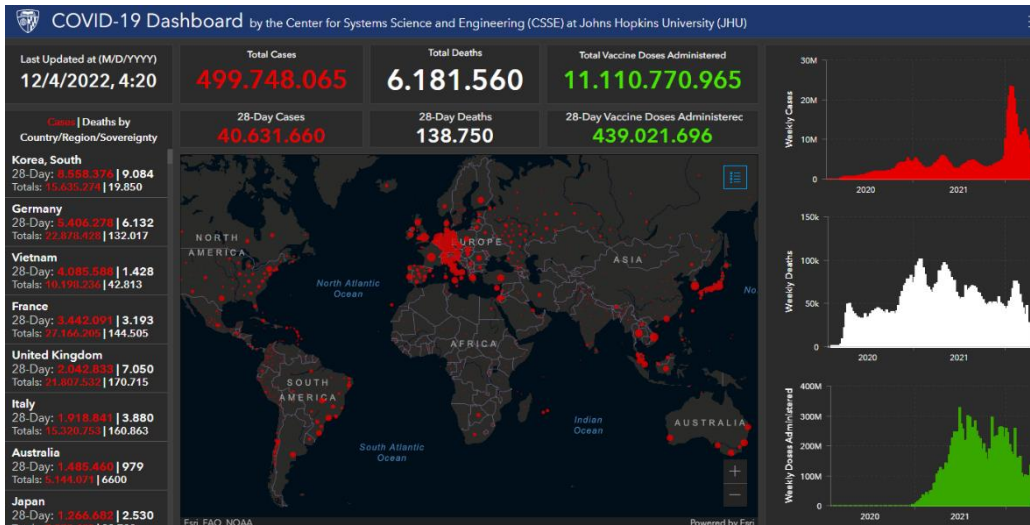 COVID-19 Dashboard by the Center for Systems Science and Engineering (CSSE) at Johns Hopkins University (JHU)
Last Updated at (M/D/YYYY)
12/4/2022, 4:20
Cases | Deaths by
Country/Region/Sovereignty
Korea, South
28-Day: 8.558.376 | 9.084
Totals: 15.635.274 | 19.850
Germany
28-Day: 5.406.278 | 6.132
Totals: 22.878.428 | 132.017
Vietnam
28-Day: 4.085.588 | 1.428
Totals: 10.198.236 | 42.813
France
28-Day: 3.442.091 | 3.193
Totals: 27.166.205 | 144.505
United Kingdom
28-Day: 2.042.833 | 7.050
Totals: 21.807.532 | 170.715
Italy
28-Day: 1.918.841 | 3.880
Totals: 15.320.753 | 160.863
Australia
28-Day: 1.485.460 | 979
Totals: 5.144.071 | 6600
Japan
28-Day: 1.266.682 | 2.530
Total Cases
499.748.065
Total Deaths
6.181.560
Total Vaccine Doses Administered
11.110.770.965
28-Day Cases
40.631.660
28-Day Deaths
138.750
28-Day Vaccine Doses Administerec
439.021.696
NORTH
AMERICA
EUROPE
ASIA
North Atlantic
Ocean
No
AFRICA
SOUTH
AMERICA
Indian
Ocean
AUSTRALIA
South Atlantic
Ocean
+
−
Esri, FAO, NOAA
Powered by Esri
Weekly Cases
30M
20M
10M
0
2020
2021
Weekly Deaths
150k
100k
50k
0
2020
2021
Weekly Doses Administered
400M
300M
200M
100M
0
2020
2021